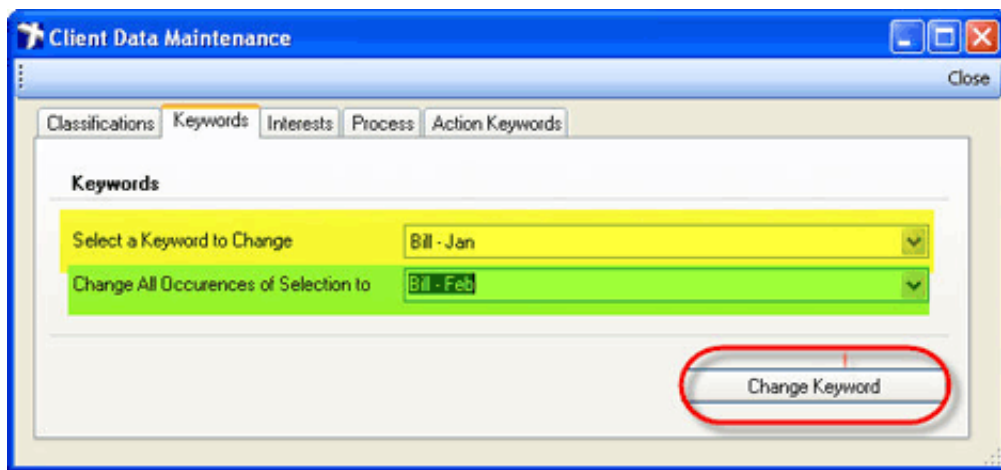 Client Data Maintenance
Close
Classifications Keywords Interests Process Action Keywords
Keywords
Select a Keyword to Change Bill - Jan
Change All Occurences of Selection to Bill - Feb
Change Keyword